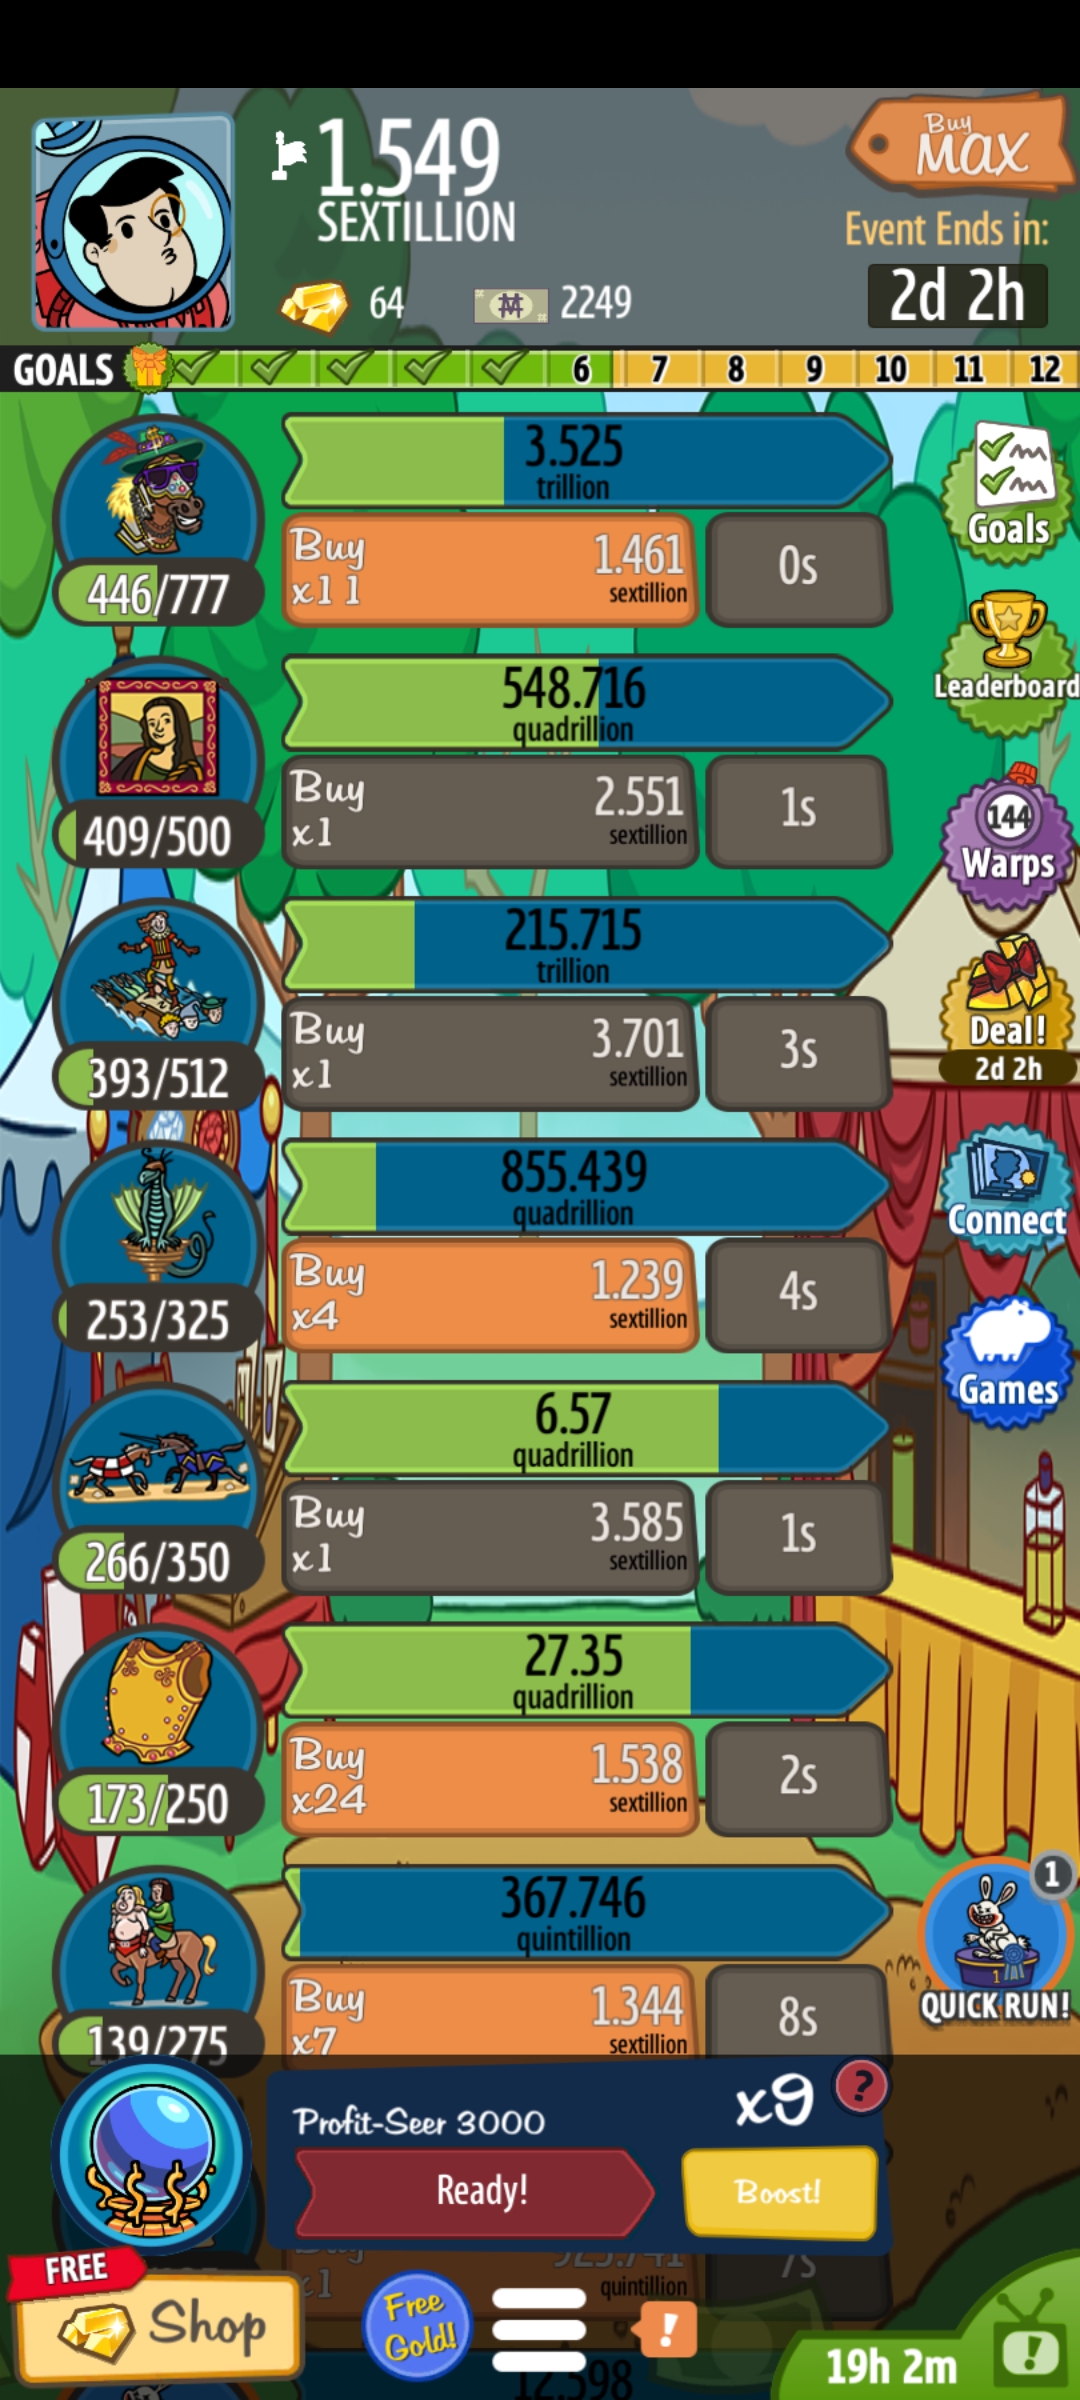 1.549
SEXTILLION
Buy
MAX
Event Ends in:
2d 2h
64
2249
GOALS
6 7 8 9 10 11 12
3.525
trillion
446/777
Buy
x11
1.461
sextillion
0s
Goals
Leaderboard
548.716
quadrillion
409/500
Buy
x1
2.551
sextillion
1s
144
Warps
215.715
trillion
393/512
Buy
x1
3.701
sextillion
3s
Deal!
2d 2h
855.439
quadrillion
253/325
Buy
x4
1.239
sextillion
4s
Connect
Games
6.57
quadrillion
266/350
Buy
x1
3.585
sextillion
1s
27.35
quadrillion
173/250
Buy
x24
1.538
sextillion
2s
367.746
quintillion
139/275
Buy
x7
1.344
sextillion
8s
1
QUICK RUN!
Profit-Seer 3000
x9
?
Ready!
Boost!
x1
quintillion
7s
FREE
Shop
Free
Gold!
!
12.598
19h 2m
!